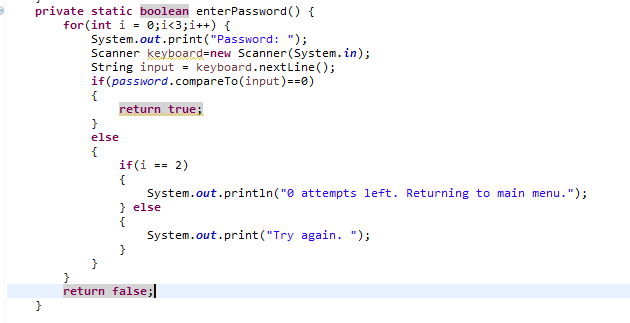 private static boolean enterPassword() {
for(int i = 0;i<3;i++) {
System.out.print("Password: ");
Scanner keyboard=new Scanner(System.in);
String input = keyboard.nextLine();
if(password.compareTo(input)==0)
{
return true;
}
else
{
if(i == 2)
{
System.out.println("0 attempts left. Returning to main menu.");
} else
{
System.out.print("Try again. ");
}
}
}
return false;
}